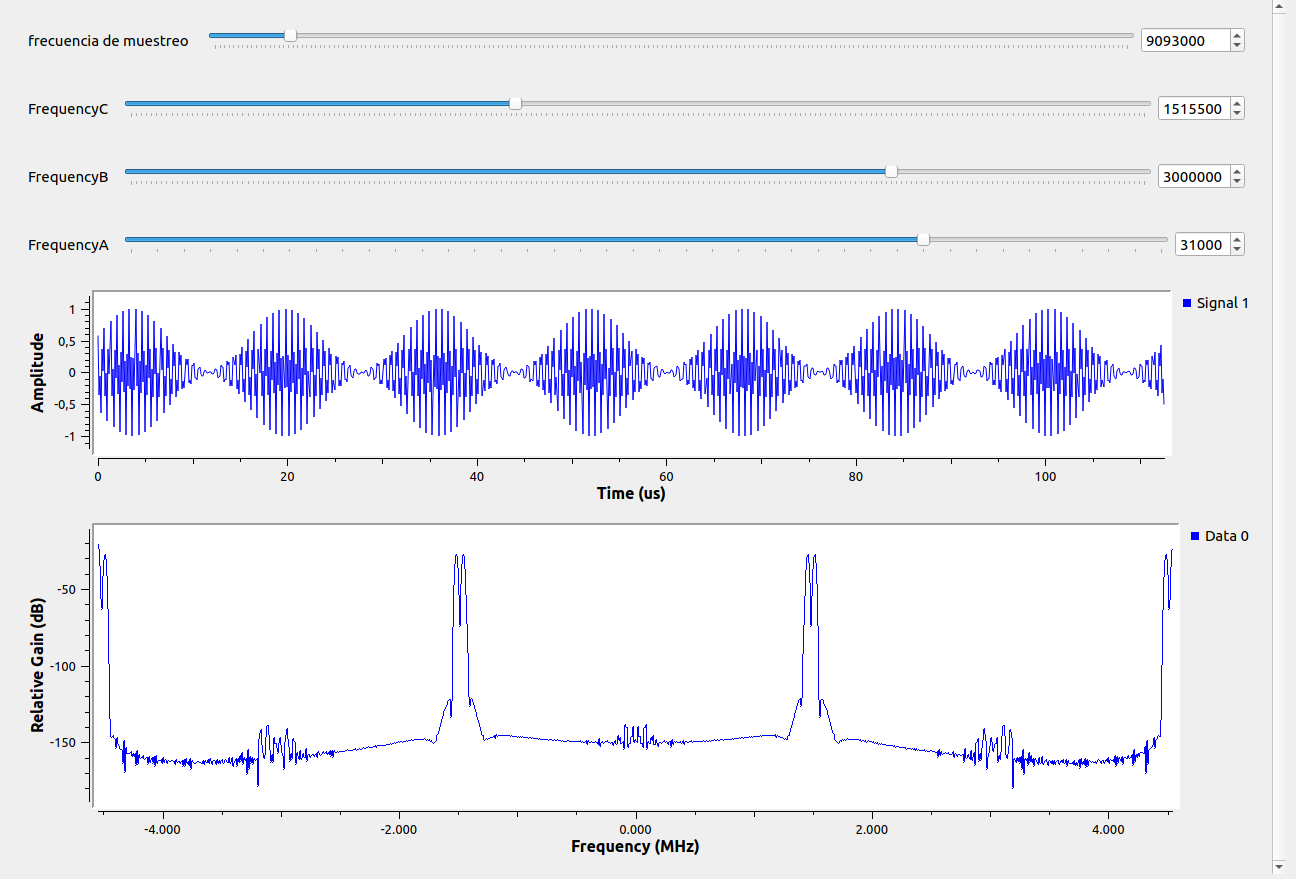 frecuencia de muestreo 9093000
FrequencyC 1515500
FrequencyB 3000000
FrequencyA 31000
Signal 1
Amplitude
1
0,5
0
-0,5
-1
0 20 40 60 80 100
Time (us)
Data 0
Relative Gain (dB)
-50
-100
-150
-4.000 -2.000 0.000 2.000 4.000
Frequency (MHz)